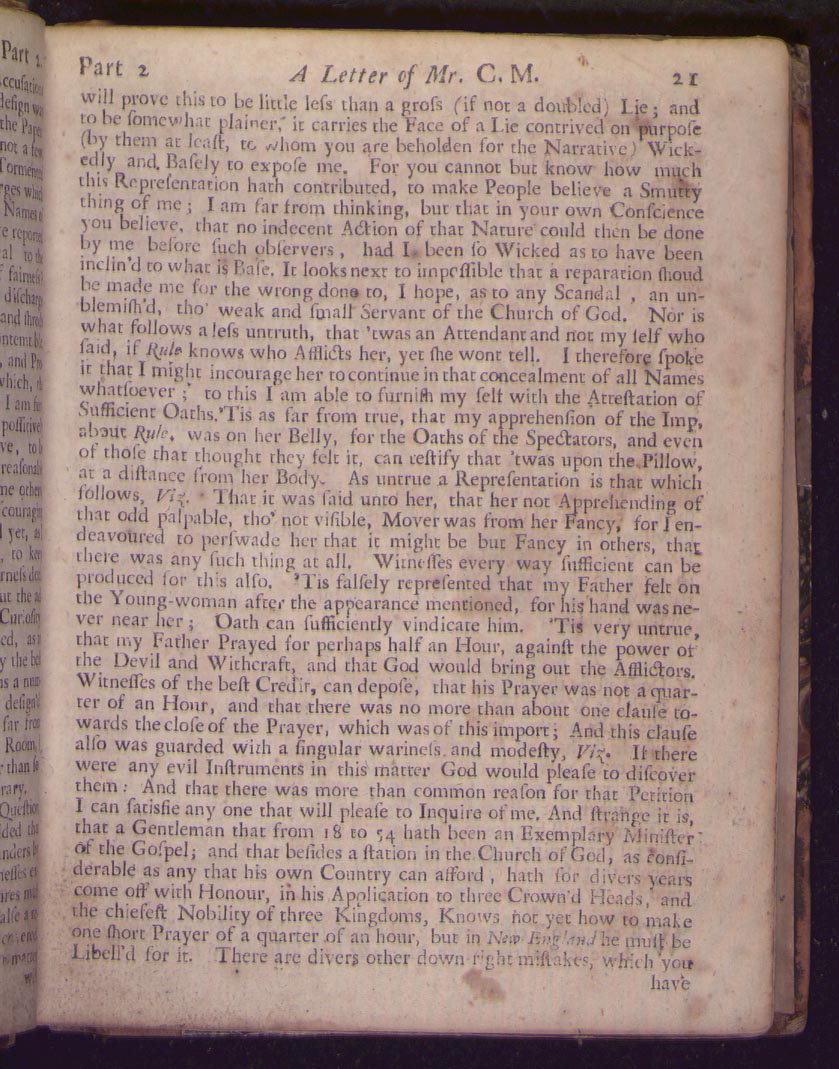 Part 2 A Letter of Mr. C. M. 21
will prove this to be little leſs than a groſs (if not a doubled) Lie; and
to be ſomewhat plainer, it carries the Face of a Lie contrived on purpoſe
(by them at leaſt, to whom you are beholden for the Narrative) Wick-
edly and, Baſely to expoſe me. For you cannot but know how much
this Repreſentation hath contributed, to make People believe a Smutty
thing of me; I am far from thinking, but that in your own Conſcience
you believe, that no indecent Action of that Nature could then be done
by me before ſuch obſervers, had I been ſo Wicked as to have been
inclin'd to what is Baſe. It looks next to impoſſible that a reparation ſhoud
be made me for the wrong done to, I hope, as to any Scandal, an un-
blemiſh'd, tho' weak and ſmall Servant of the Church of God. Nor is
what follows a leſs untruth, that 'twas an Attendant and not my ſelf who
ſaid, if Rule knows who Afflicts her, yet ſhe wont tell. I therefore ſpoke
it that I might incourage her to continue in that concealment of all Names
whatſoever; to this I am able to furniſh my ſelf with the Atteſtation of
Sufficient Oaths. 'Tis as far from true, that my apprehenſion of the Imp,
about Rule, was on her Belly, for the Oaths of the Spectators, and even
of thoſe that thought they felt it, can teſtify that 'twas upon the Pillow,
at a diſtance from her Body. As untrue a Repreſentation is that which
follows, Viz. That it was ſaid unto her, that her not Apprehending of
that odd palpable, tho' not viſible, Mover was from her Fancy, for I en-
deavoured to perſwade her that it might be but Fancy in others, that
there was any ſuch thing at all. Witneſſes every way ſufficient can be
produced for this alſo. 'Tis falſely repreſented that my Father felt on
the Young-woman after the appearance mentioned, for his hand was ne-
ver near her; Oath can ſufficiently vindicate him. 'Tis very untrue,
that my Father Prayed for perhaps half an Hour, againſt the power of
the Devil and Withcraft, and that God would bring out the Afflictors.
Witneſſes of the beſt Credit, can depoſe, that his Prayer was not a quar-
ter of an Hour, and that there was no more than about one clauſe to-
wards the cloſe of the Prayer, which was of this import; And this clauſe
alſo was guarded with a ſingular warineſs and modeſty, Viz. If there
were any evil Inſtruments in this matter God would pleaſe to diſcover
them: And that there was more than common reaſon for that Petition
I can ſatisfie any one that will pleaſe to Inquire of me. And ſtrange it is,
that a Gentleman that from 18 to 54 hath been an Exemplary Miniſter
of the Goſpel; and that beſides a ſtation in the Church of God, as conſi-
derable as any that his own Country can afford, hath for divers years
come off with Honour, in his Application to three Crown'd Heads, and
the chiefeſt Nobility of three Kingdoms, Knows not yet how to make
one ſhort Prayer of a quarter of an hour, but in New-England he muſt be
Libell'd for it. There are divers other down-right miſtakes, which you
have